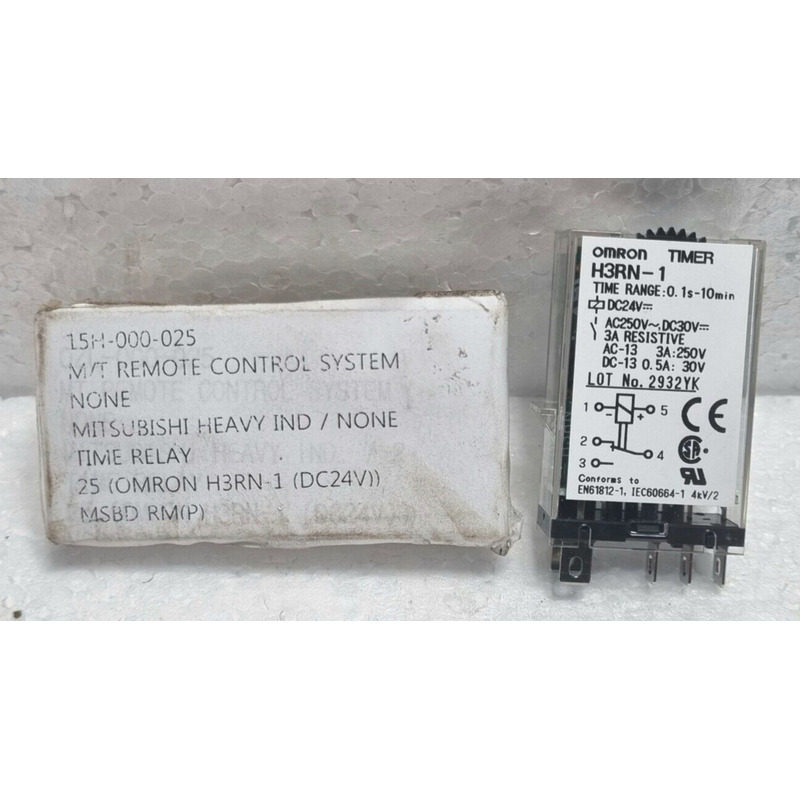 15H-000-025
M/T REMOTE CONTROL SYSTEM
NONE
MITSUBISHI HEAVY IND / NONE
TIME RELAY
25 (OMRON H3RN-1 (DC24V))
MSBD RM(P)
omron TIMER
H3RN-1
TIME RANGE:0.1s-10min
DC24V
AC250V~,DC30V
3A RESISTIVE
AC-13 3A:250V
DC-13 0.5A: 30V
LOT No. 2932YK
1 5
+
2 4
3
CE
Conforms to
EN61812-1, IEC60664-1 4kV/2